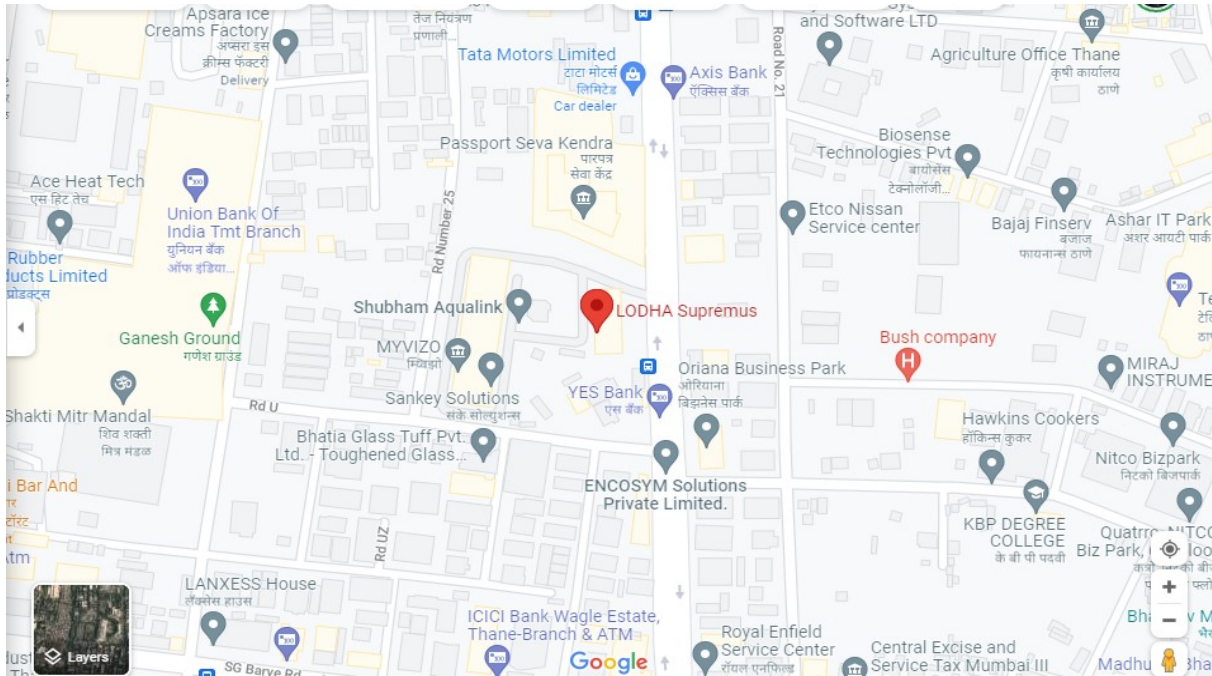 Apsara Ice
Creams Factory
अप्सरा इस
क्रीम्स फॅक्टरी
Delivery
तेज नियंत्रण
प्रणाली...
Tata Motors Limited
टाटा मोटर्स
लिमिटेड
Car dealer
Axis Bank
ऍक्सिस बँक
Road No. 21
and Software LTD
Agriculture Office Thane
कृषी कार्यालय
ठाणे
Passport Seva Kendra
पारपत्र
सेवा केंद्र
Biosense
Technologies Pvt
बायोसेंस
टेक्नोलॉजी...
Ace Heat Tech
एस हिट तेच
Union Bank Of
India Tmt Branch
युनियन बँक
ऑफ इंडिया...
Rd Number 25
Etco Nissan
Service center
Bajaj Finserv
बजाज
फायनान्स ठाणे
Ashar IT Park
अशर आयटी पार्क
Rubber
ducts Limited
प्रोडक्ट्स
Ganesh Ground
गणेश ग्राउंड
Shubham Aqualink
LODHA Supremus
MYVIZO
म्यिझो
Sankey Solutions
संके सोल्युशन्स
YES Bank
एस बँक
Oriana Business Park
ओरियाना
बिझनेस पार्क
Bush company
MIRAJ
INSTRUME
Shakti Mitr Mandal
शिव शक्ती
मित्र मंडळ
Rd U
Bhatia Glass Tuff Pvt.
Ltd. - Toughened Glass...
ENCOSYM Solutions
Private Limited.
Hawkins Cookers
हॉकिन्स कुकर
Nitco Bizpark
निटको बिजपार्क
i Bar And
Atm
Rd UZ
KBP DEGREE
COLLEGE
के बी पी पदवी
Quatrro
NITCO
Biz Park,
LANXESS House
लँक्सेस हाउस
ICICI Bank Wagle Estate,
Thane-Branch & ATM
Royal Enfield
Service Center
रॉयल एनफिल्ड
Central Excise and
Service Tax Mumbai III
Madhu
Layers
SG Barve Rd
Google